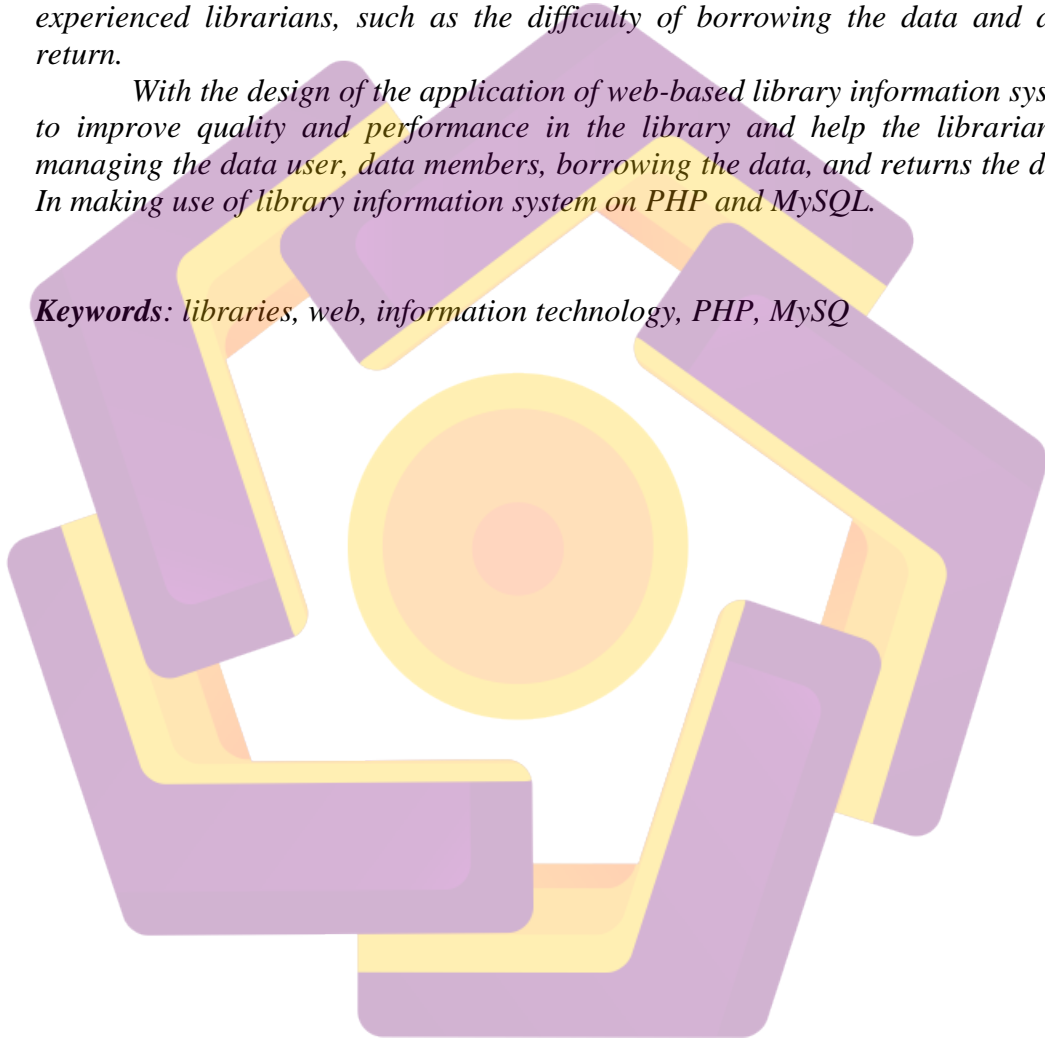 experienced librarians, such as the difficulty of borrowing the data and
return.
With the design of the application of web-based library information
to improve quality and performance in the library and help the
managing the data user, data members, borrowing the data, and returns the
In making use of library information system on PHP and MySQL.
Keywords: libraries, web, information technology, PHP, MySQ